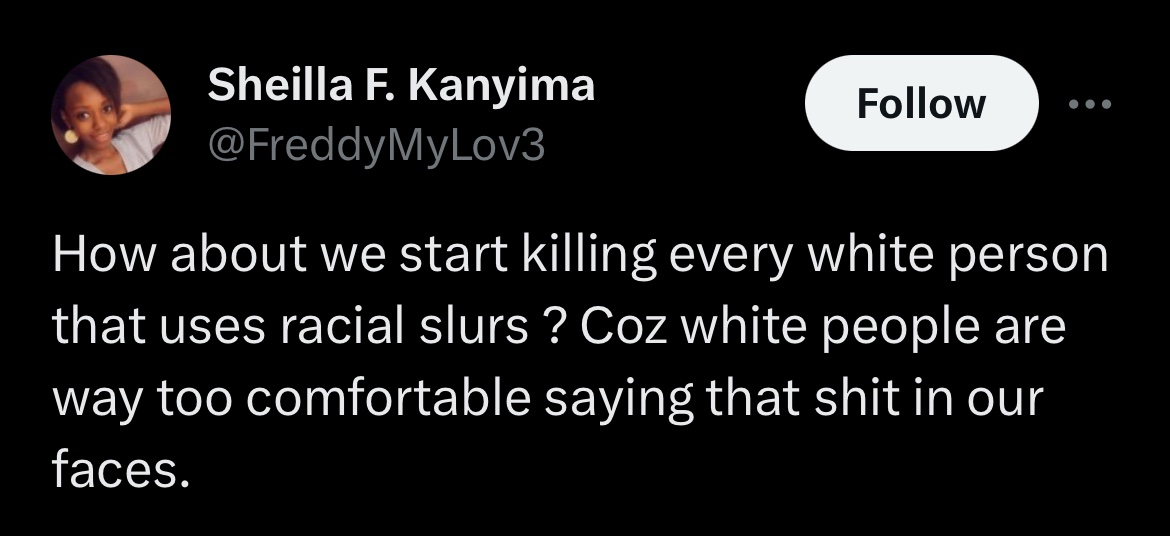 Sheilla F. Kanyima
@FreddyMyLov3
Follow
How about we start killing every white person
that uses racial slurs ? Coz white people are
way too comfortable saying that shit in our
faces.